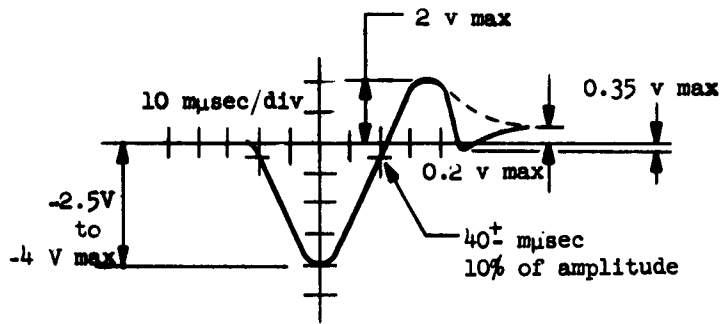 2 v max
0.35 v max
10 mμsec/div
0.2 v max
-2.5V
to
-4 V max
40± mμsec
10% of amplitude